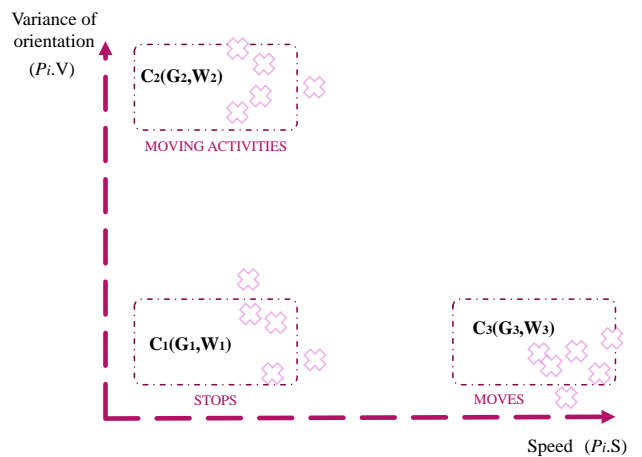 Variance of
orientation
(Pi.V)
C2(G2,W2)
MOVING ACTIVITIES
C1(G1,W1)
STOPS
C3(G3,W3)
MOVES
Speed (Pi.S)